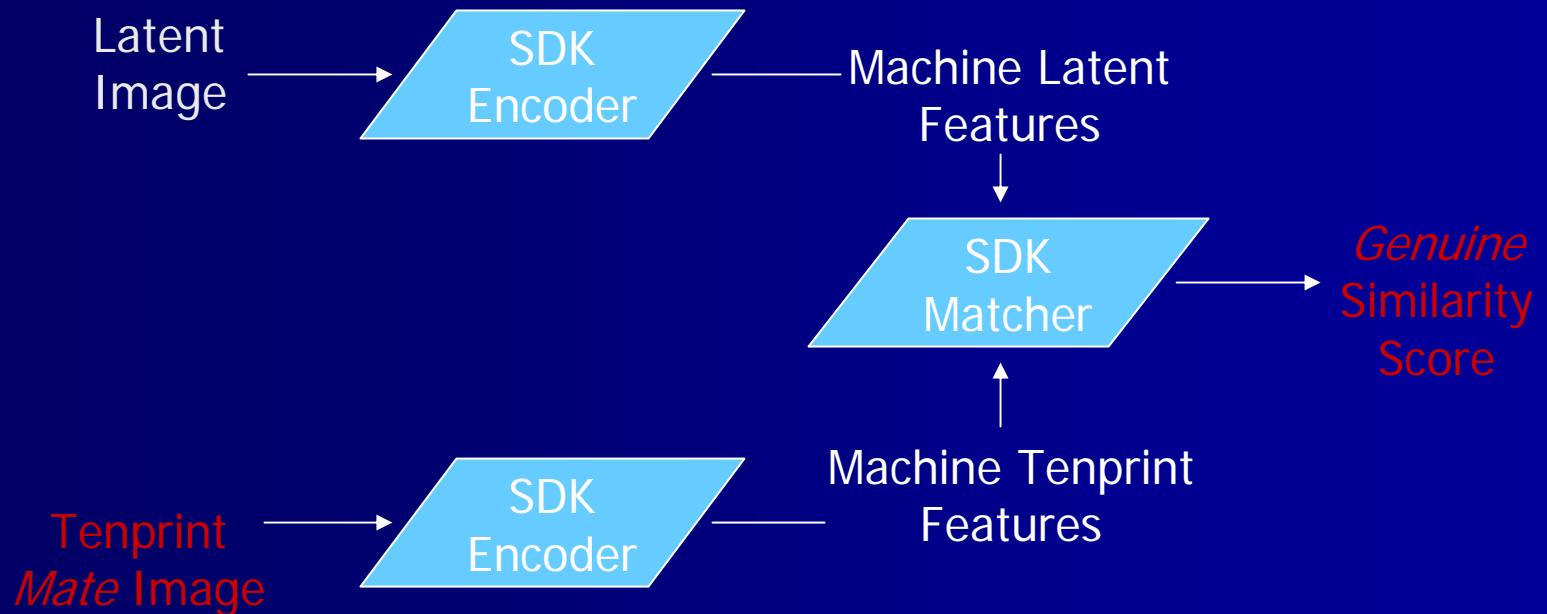 Latent
Image
SDK
Encoder
Machine Latent
Features
SDK
Matcher
Genuine
Similarity
Score
Tenprint
Mate Image
SDK
Encoder
Machine Tenprint
Features